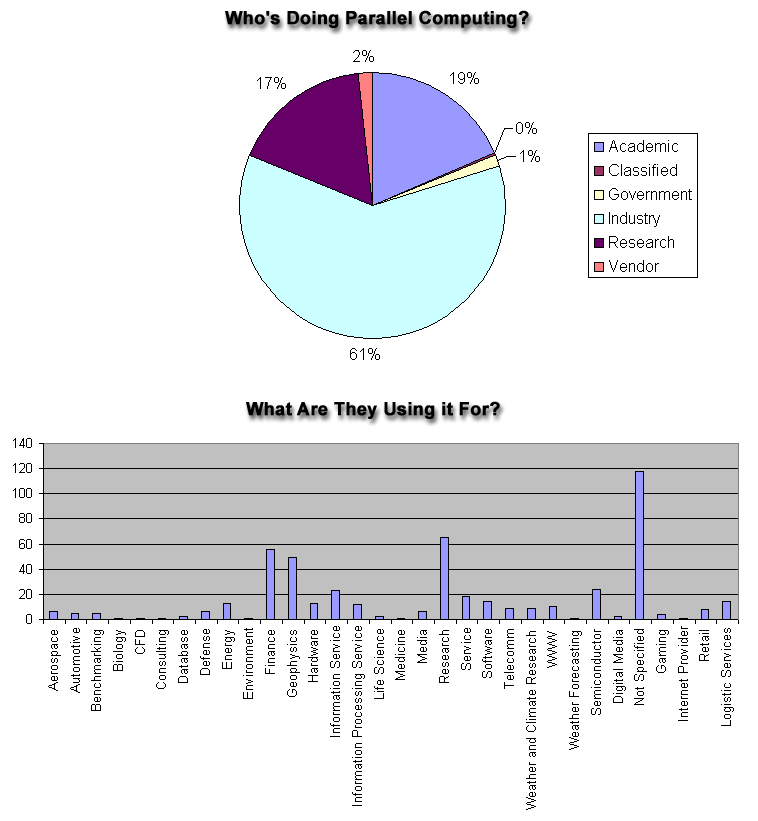 Who's Doing Parallel Computing?
2%
17%
19%
0%
1%
61%
Academic
Classified
Government
Industry
Research
Vendor
What Are They Using it For?
140
120
100
80
60
40
20
0
Aerospace
Automotive
Benchmarking
Biology
CFD
Consulting
Database
Defense
Energy
Environment
Finance
Geophysics
Hardware
Information Service
Information Processing Service
Life Science
Medicine
Media
Research
Service
Software
Telecomm
Weather and Climate Research
WWW
Weather Forecasting
Semiconductor
Digital Media
Not Specified
Gaming
Internet Provider
Retail
Logistic Services